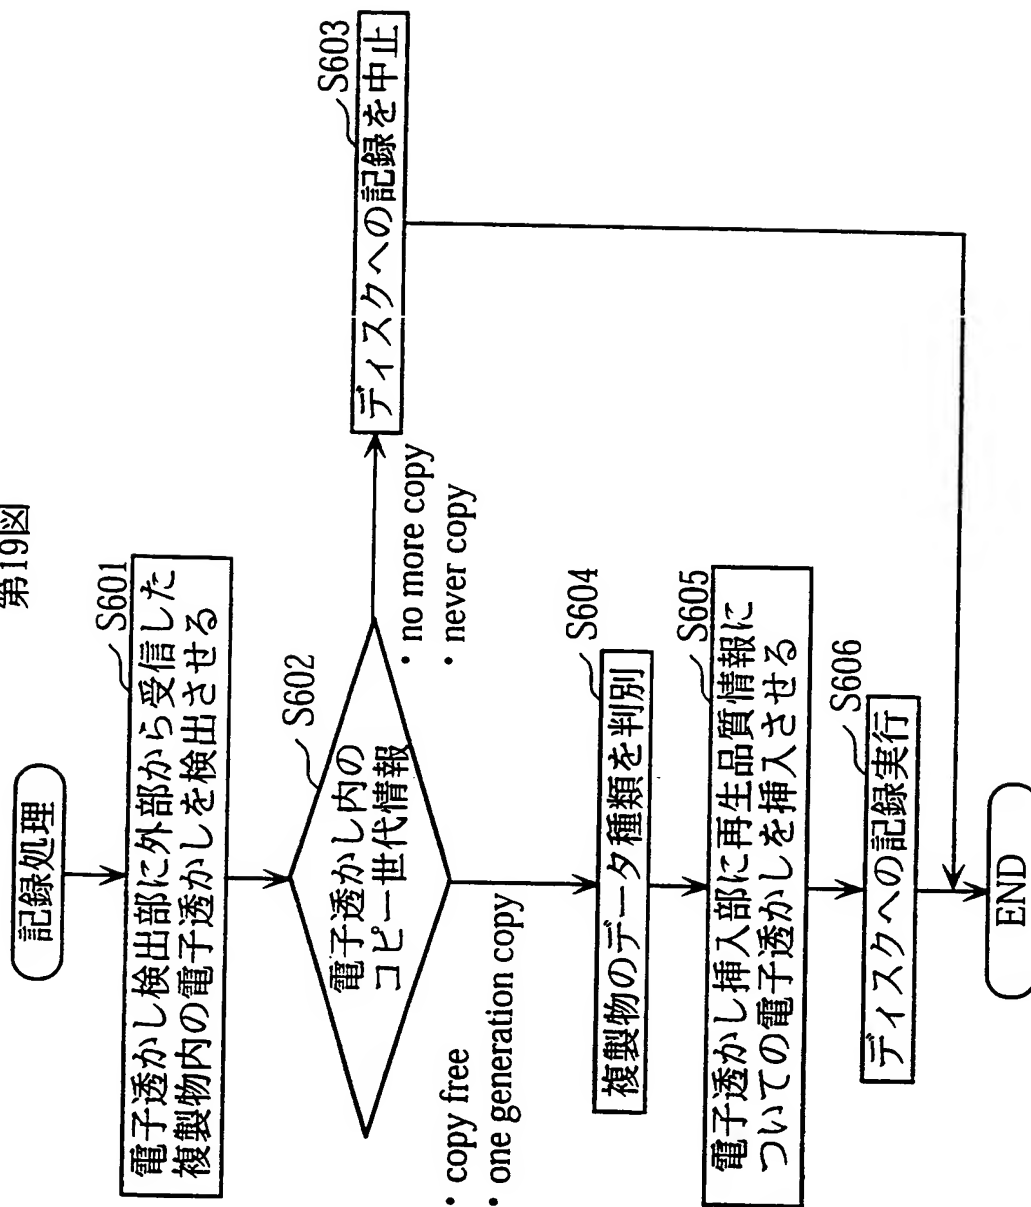 第19図
記録処理
S601
電子透かし検出部に外部から受信した
複製物内の電子透かしを検出させる
S602
電子透かし内の
コピー世代情報
・no more copy
・never copy
S603
ディスクへの記録を中止
・copy free
・one generation copy
S604
複製物のデータ種類を判別
S605
電子透かし挿入部に再生品質情報に
ついての電子透かしを挿入させる
S606
ディスクへの記録実行
END